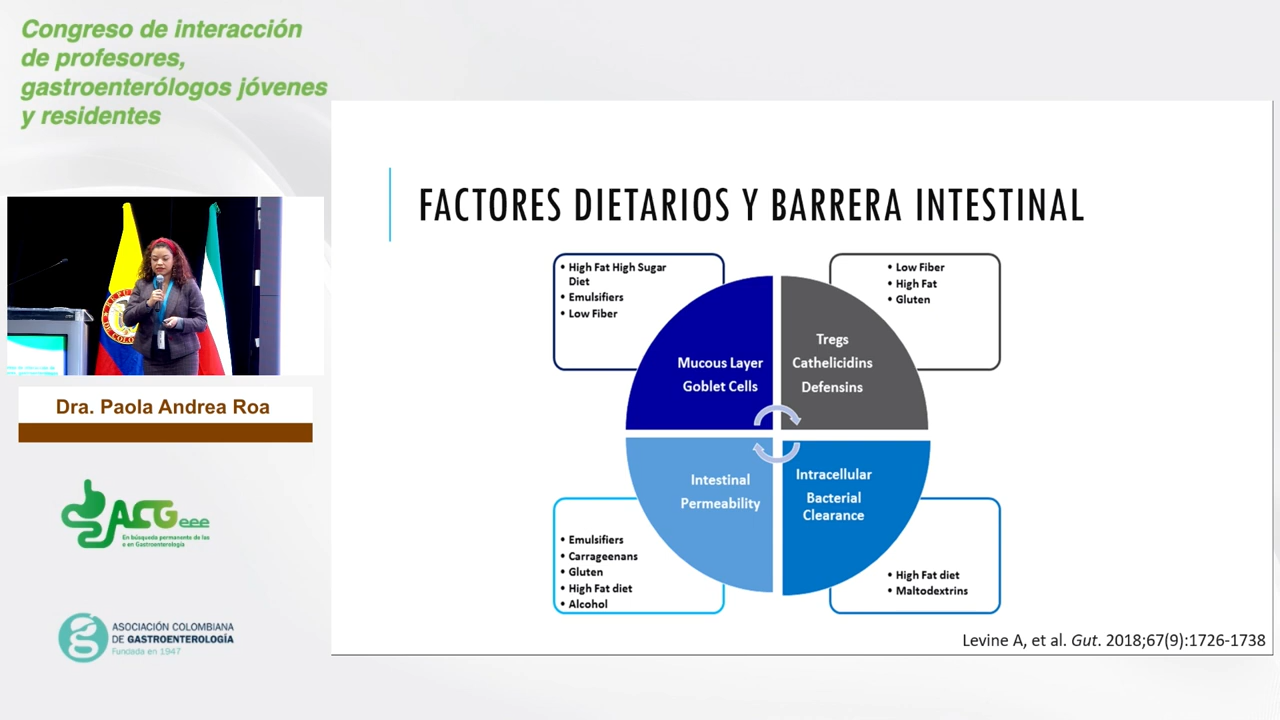 Congreso de interacción
de profesores,
gastroenterólogos jóvenes
y residentes
FACTORES DIETARIOS Y BARRERA INTESTINAL
• High Fat High Sugar
Diet
• Emulsifiers
• Low Fiber
• Low Fiber
• High Fat
• Gluten
Mucous Layer
Goblet Cells
Tregs
Cathelicidins
Defensins
Intestinal
Permeability
Intracellular
Bacterial
Clearance
• Emulsifiers
• Carrageenans
• Gluten
• High Fat diet
• Alcohol
• High Fat diet
• Maltodextrins
Levine A, et al. Gut. 2018;67(9):1726-1738
Dra. Paola Andrea Roa
ACGeee
En búsqueda permanente de las
e en Gastroenterología
ASOCIACIÓN COLOMBIANA
DE GASTROENTEROLOGÍA
Fundada en 1947